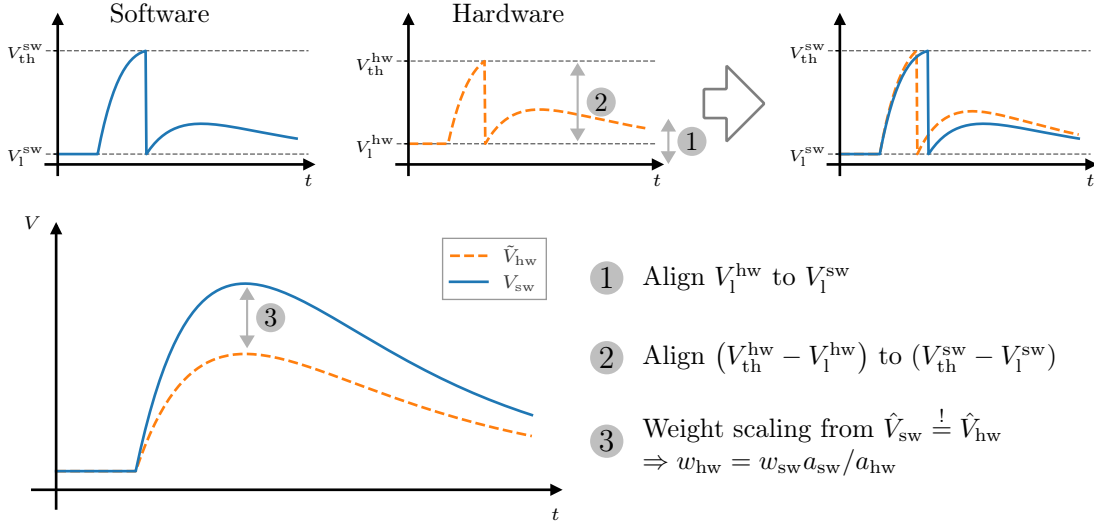 Software
Hardware
V_th^sw
V_l^sw
t
V_th^hw
V_l^hw
2
1
t
V_th^sw
V_l^sw
t
V
Ṽ_hw
V_sw
3
t
1 Align V_l^hw to V_l^sw
2 Align (V_th^hw − V_l^hw) to (V_th^sw − V_l^sw)
3 Weight scaling from V̂_sw =^! V̂_hw
⇒ w_hw = w_sw a_sw/a_hw